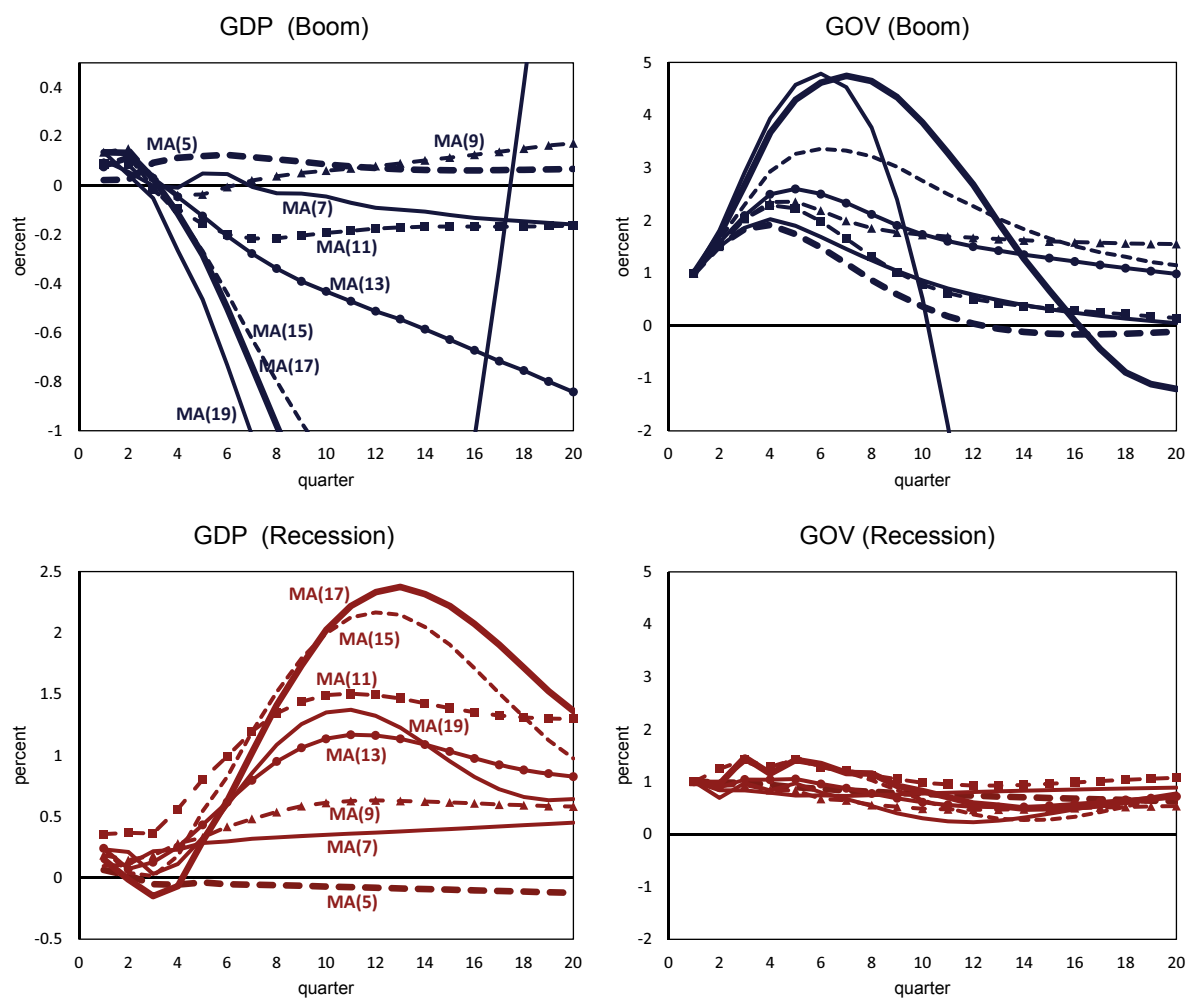 GDP (Boom)
0.4
0.2
0
-0.2
-0.4
-0.6
-0.8
-1
oercent
MA(5)
MA(9)
MA(7)
MA(11)
MA(13)
MA(15)
MA(17)
MA(19)
0 2 4 6 8 10 12 14 16 18 20
quarter
GOV (Boom)
5
4
3
2
1
0
-1
-2
oercent
0 2 4 6 8 10 12 14 16 18 20
quarter
GDP (Recession)
2.5
2
1.5
1
0.5
0
-0.5
percent
MA(17)
MA(15)
MA(11)
MA(19)
MA(13)
MA(9)
MA(7)
MA(5)
0 2 4 6 8 10 12 14 16 18 20
quarter
GOV (Recession)
5
4
3
2
1
0
-1
-2
percent
0 2 4 6 8 10 12 14 16 18 20
quarter